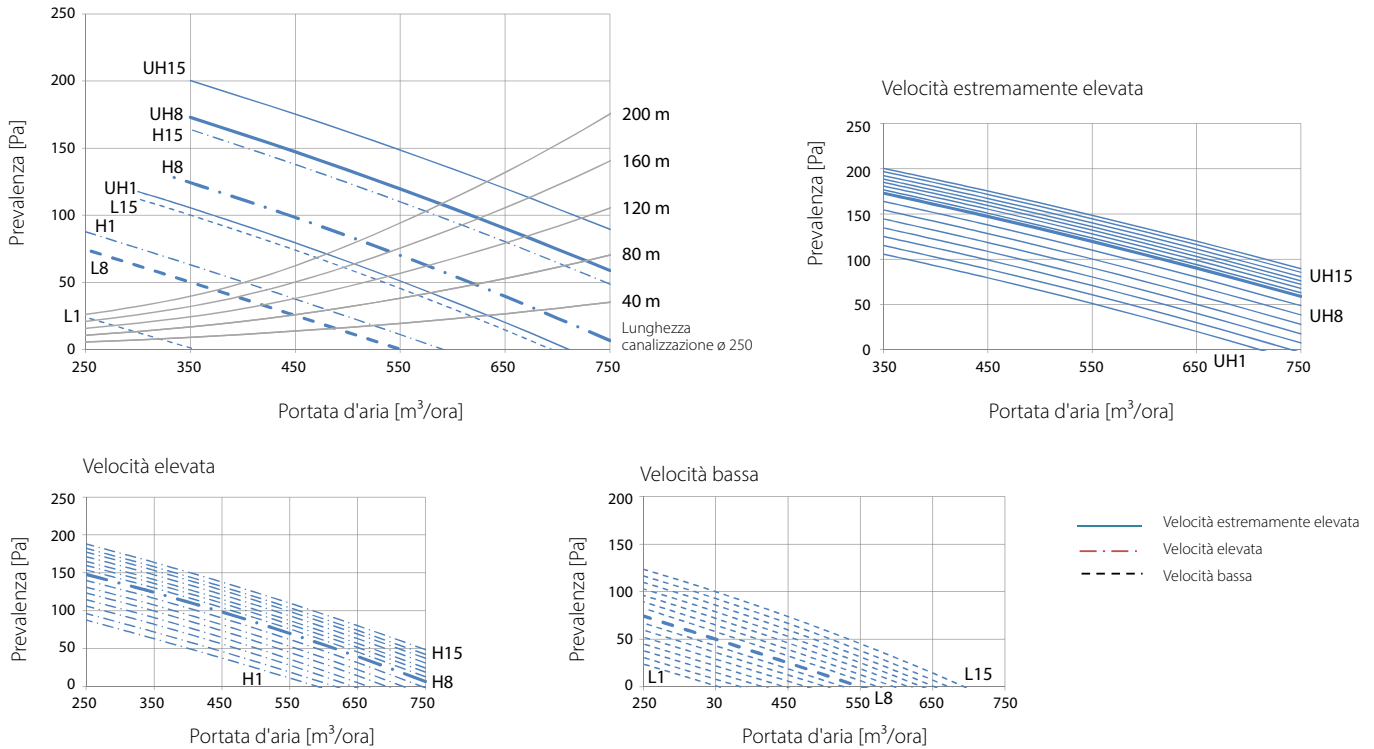 250
200
150
100
50
0
Prevalenza [Pa]
UH15
UH8
H15
H8
UH1
L15
H1
L8
L1
200 m
160 m
120 m
80 m
40 m
Lunghezza
canalizzazione ø 250
250 350 450 550 650 750
Portata d'aria [m³/ora]
Velocità estremamente elevata
250
200
150
100
50
0
Prevalenza [Pa]
UH15
UH8
UH1
350 450 550 650 750
Portata d'aria [m³/ora]
Velocità elevata
250
200
150
100
50
0
Prevalenza [Pa]
H15
H8
H1
250 350 450 550 650 750
Portata d'aria [m³/ora]
Velocità bassa
200
150
100
50
0
Prevalenza [Pa]
L1
L15
L8
250 30 450 550 650 750
Portata d'aria [m³/ora]
Velocità estremamente elevata
Velocità elevata
Velocità bassa